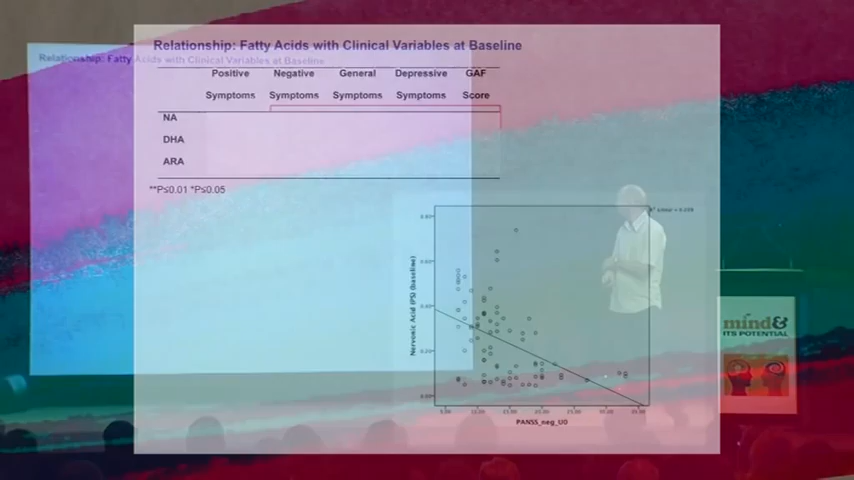 Relationship: Fatty Acids with Clinical Variables at Baseline
Relationship: Fatty Acids with Clinical Variables at Baseline
Positive Negative General Depressive GAF
Symptoms Symptoms Symptoms Symptoms Score
NA
DHA
ARA
**P≤0.01 *P≤0.05
Nervonic Acid (PS) (baseline)
PANSS_neg_U0
mind&
ITS POTENTIAL